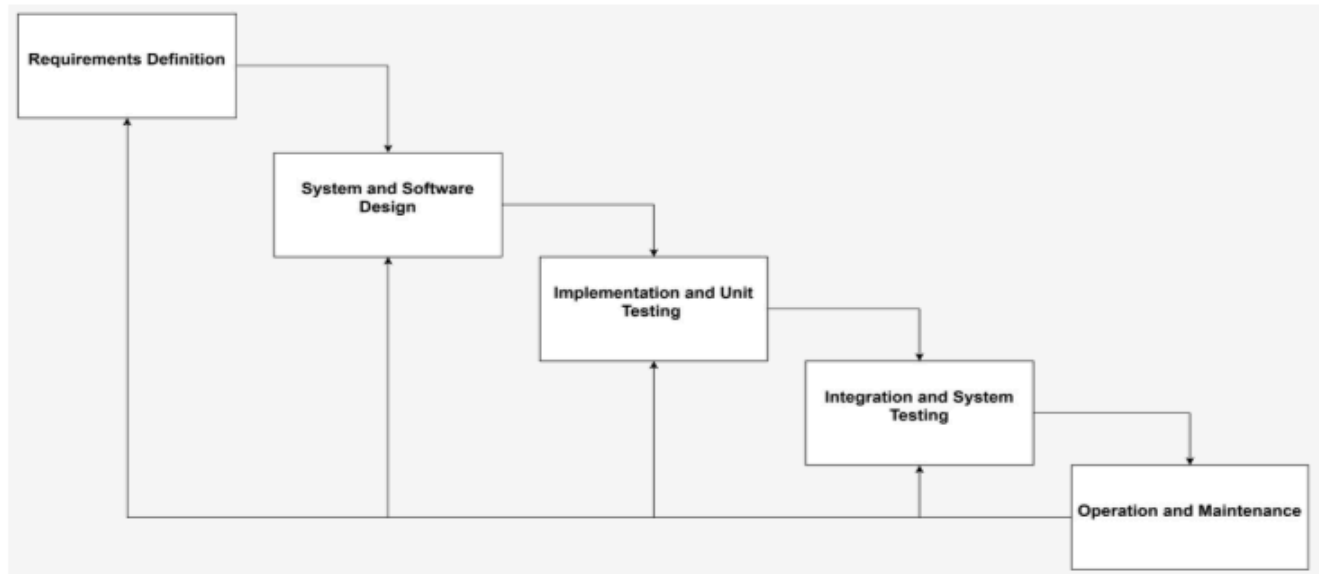 Requirements Definition
System and Software
Design
Implementation and Unit
Testing
Integration and System
Testing
Operation and Maintenance